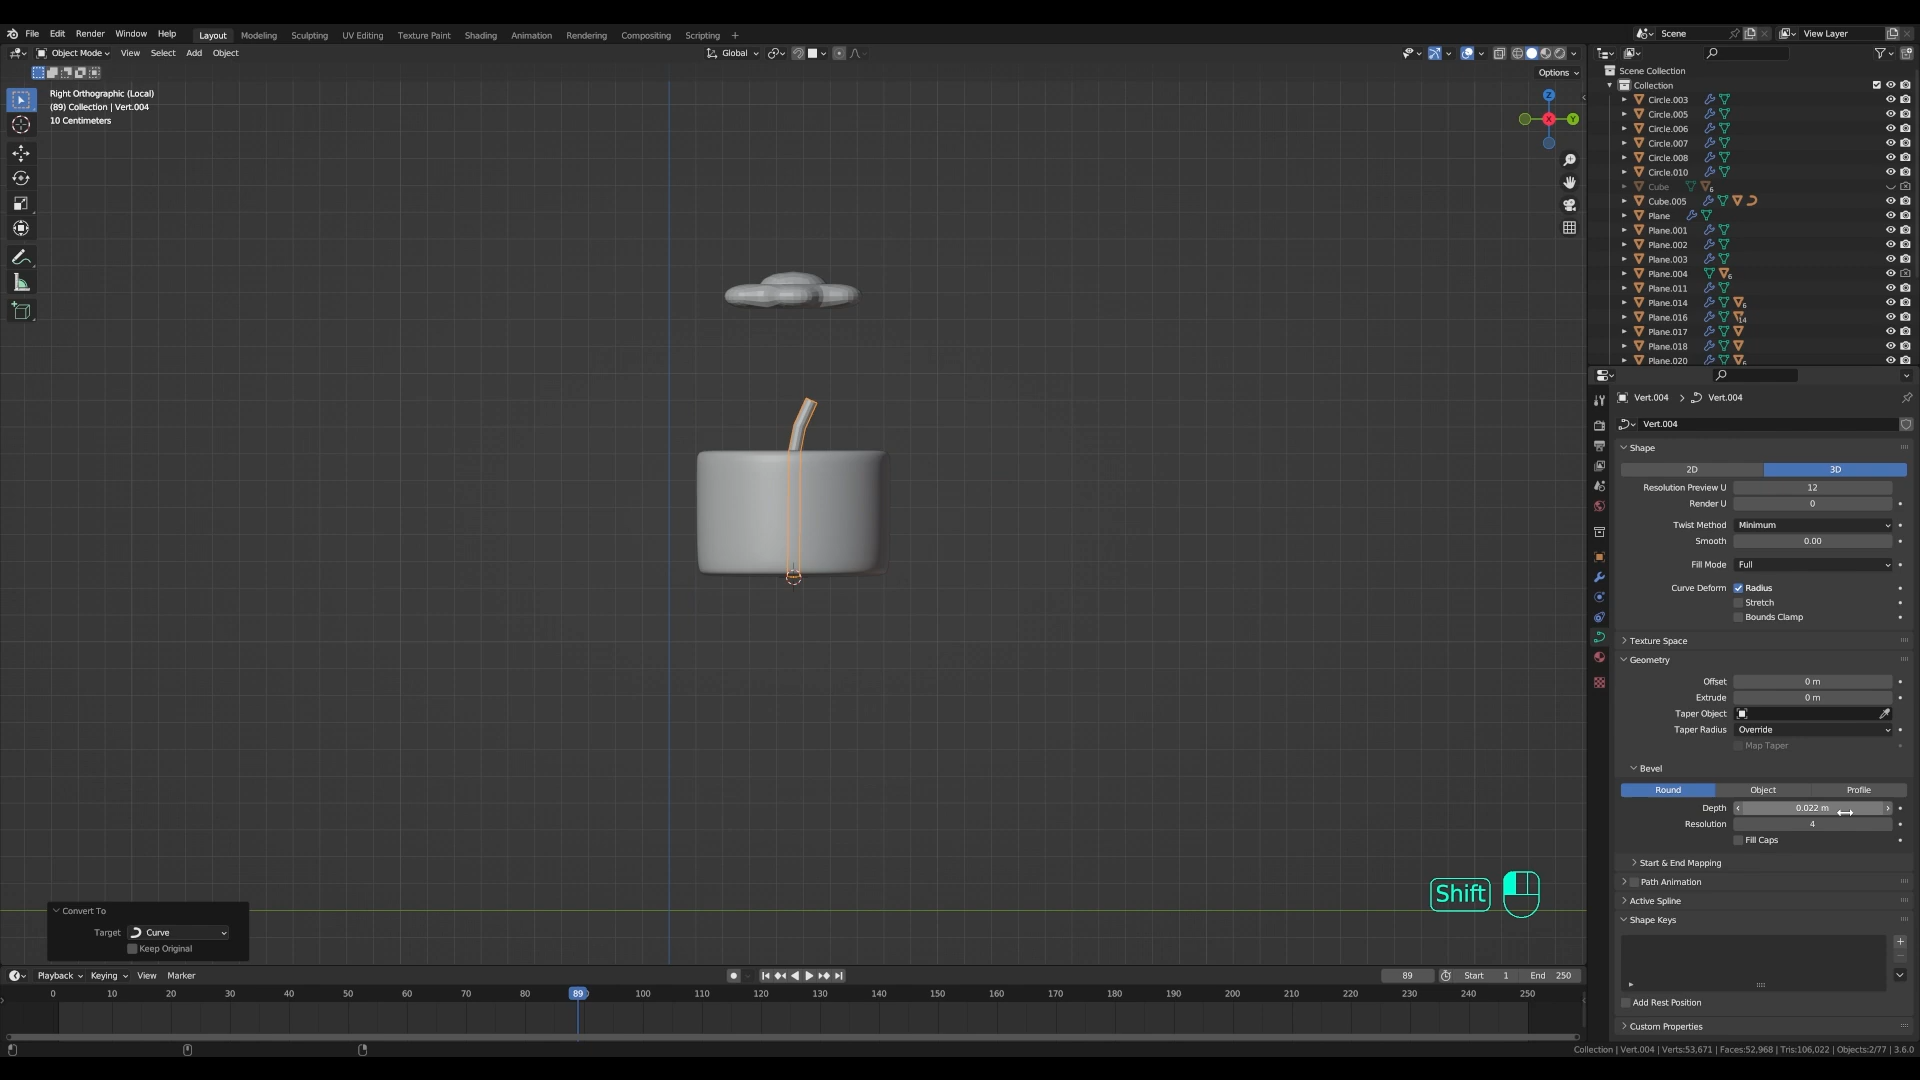 File Edit Render Window Help Layout Modeling Sculpting UV Editing Texture Paint Shading Animation Rendering Compositing Scripting + Scene View Layer
Object Mode View Select Add Object Global
Options
Right Orthographic (Local)
(89) Collection | Vert.004
10 Centimeters
Z
X
Y
Scene Collection
Collection
Circle.003
Circle.005
Circle.006
Circle.007
Circle.008
Circle.010
Cube 6
Cube.005
Plane
Plane.001
Plane.002
Plane.003
Plane.004 6
Plane.011
Plane.014 6
Plane.016 14
Plane.017
Plane.018
Plane.020 6
Vert.004 > Vert.004
Vert.004
Shape
2D 3D
Resolution Preview U 12
Render U 0
Twist Method Minimum
Smooth 0.00
Fill Mode Full
Curve Deform Radius
Stretch
Bounds Clamp
Texture Space
Geometry
Offset 0 m
Extrude 0 m
Taper Object
Taper Radius Override
Map Taper
Bevel
Round Object Profile
Depth 0.022 m
Resolution 4
Fill Caps
Start & End Mapping
Path Animation
Active Spline
Shape Keys
Add Rest Position
Custom Properties
Shift
Convert To
Target Curve
Keep Original
Playback Keying View Marker 89 Start 1 End 250
0 10 20 30 40 50 60 70 80 89 100 110 120 130 140 150 160 170 180 190 200 210 220 230 240 250
Collection | Vert.004 | Verts:53,671 | Faces:52,968 | Tris:106,022 | Objects:2/77 | 3.6.0